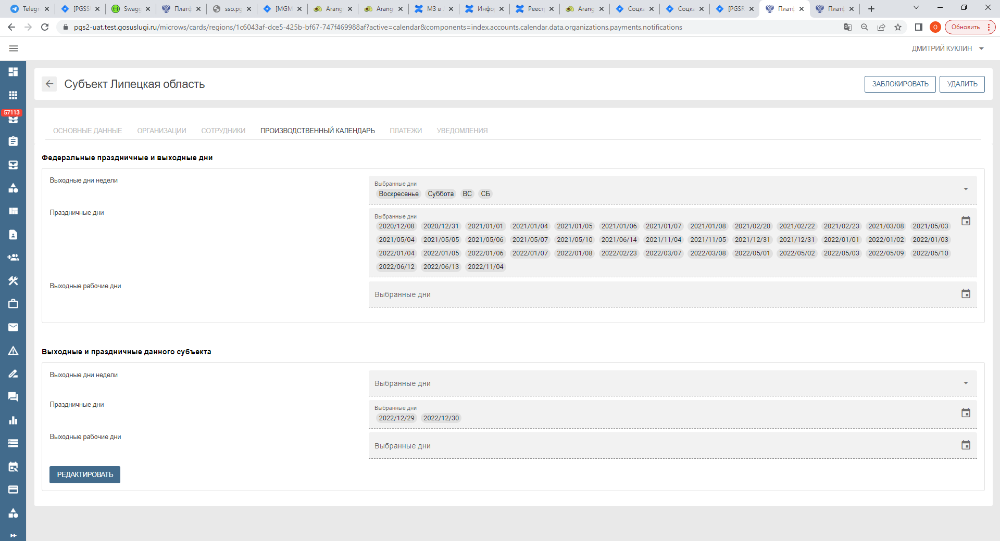 Telegr
[PGSS
Swagg
Платф
sso.pg
[MGM
Arang
Arang
МЗ в
Инфо
Реест
Arang
Соцка
Соцка
[PGSR
Платф
Платф
pgs2-uat.test.gosuslugi.ru/microws/cards/regions/1c6043af-dce5-425b-bf67-747f469988af?active=calendar&components=index,accounts,calendar,data,organizations,payments,notifications
О
Обновить
ДМИТРИЙ КУКЛИН
Субъект Липецкая область
ЗАБЛОКИРОВАТЬ
УДАЛИТЬ
57113
ОСНОВНЫЕ ДАННЫЕ ОРГАНИЗАЦИИ СОТРУДНИКИ ПРОИЗВОДСТВЕННЫЙ КАЛЕНДАРЬ ПЛАТЕЖИ УВЕДОМЛЕНИЯ
Федеральные праздничные и выходные дни
Выходные дни недели
Выбранные дни
Воскресенье Суббота ВС СБ
Праздничные дни
Выбранные дни
2020/12/08 2020/12/31 2021/01/01 2021/01/04 2021/01/05 2021/01/06 2021/01/07 2021/01/08 2021/02/20 2021/02/22 2021/02/23 2021/03/08 2021/05/03
2021/05/04 2021/05/05 2021/05/06 2021/05/07 2021/05/10 2021/06/14 2021/11/04 2021/11/05 2021/12/31 2021/12/31 2022/01/01 2022/01/02 2022/01/03
2022/01/04 2022/01/05 2022/01/06 2022/01/07 2022/01/08 2022/02/23 2022/03/07 2022/03/08 2022/05/01 2022/05/02 2022/05/03 2022/05/09 2022/05/10
2022/06/12 2022/06/13 2022/11/04
Выходные рабочие дни
Выбранные дни
Выходные и праздничные данного субъекта
Выходные дни недели
Выбранные дни
Праздничные дни
Выбранные дни
2022/12/29 2022/12/30
Выходные рабочие дни
Выбранные дни
РЕДАКТИРОВАТЬ